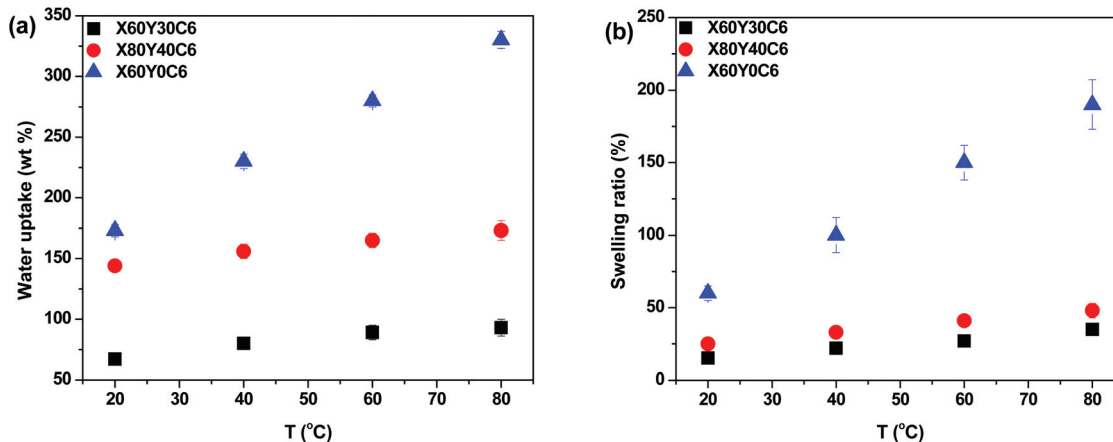 (a)
X60Y30C6
X80Y40C6
X60Y0C6
Water uptake (wt %)
350
300
250
200
150
100
50
20 30 40 50 60 70 80
T (°C)
(b)
X60Y30C6
X80Y40C6
X60Y0C6
Swelling ratio (%)
250
200
150
100
50
0
20 30 40 50 60 70 80
T (°C)